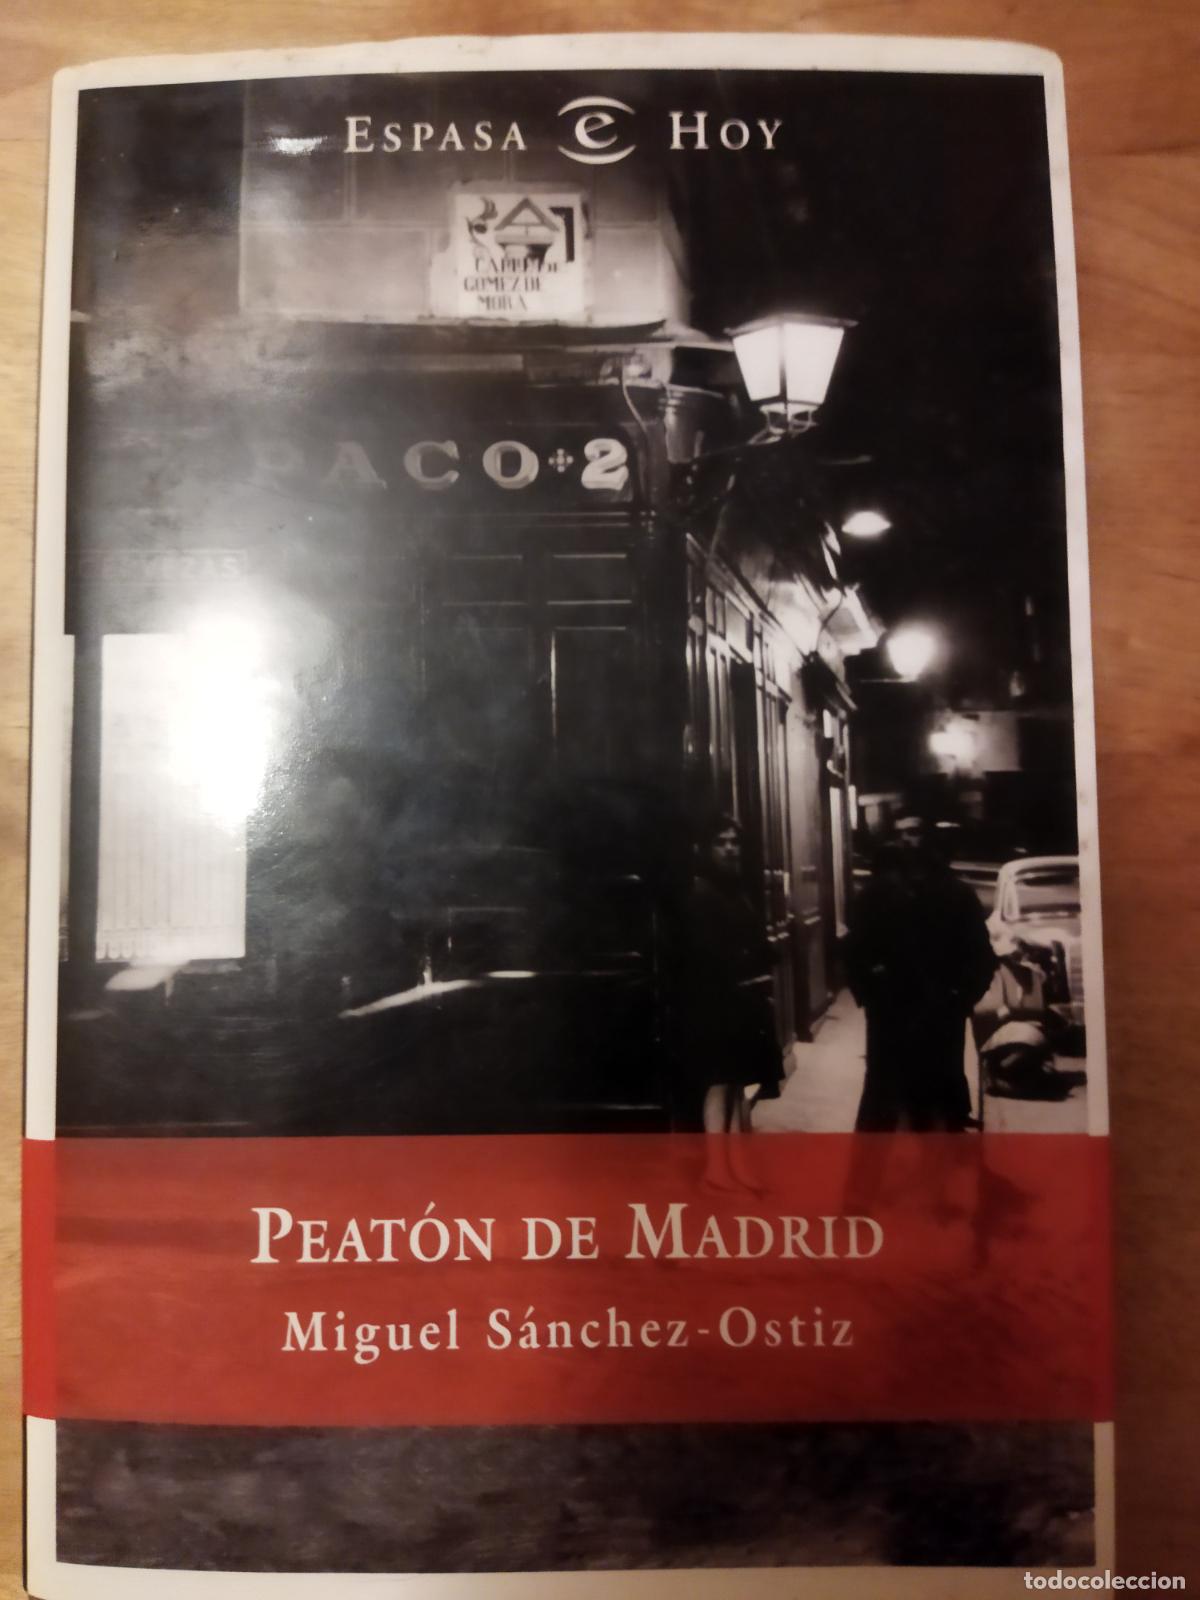 ESPASA e HOY
CALLE DE
GOMEZ DE
MORA
PACO + 2
PEATÓN DE MADRID
Miguel Sánchez-Ostiz
todocoleccion